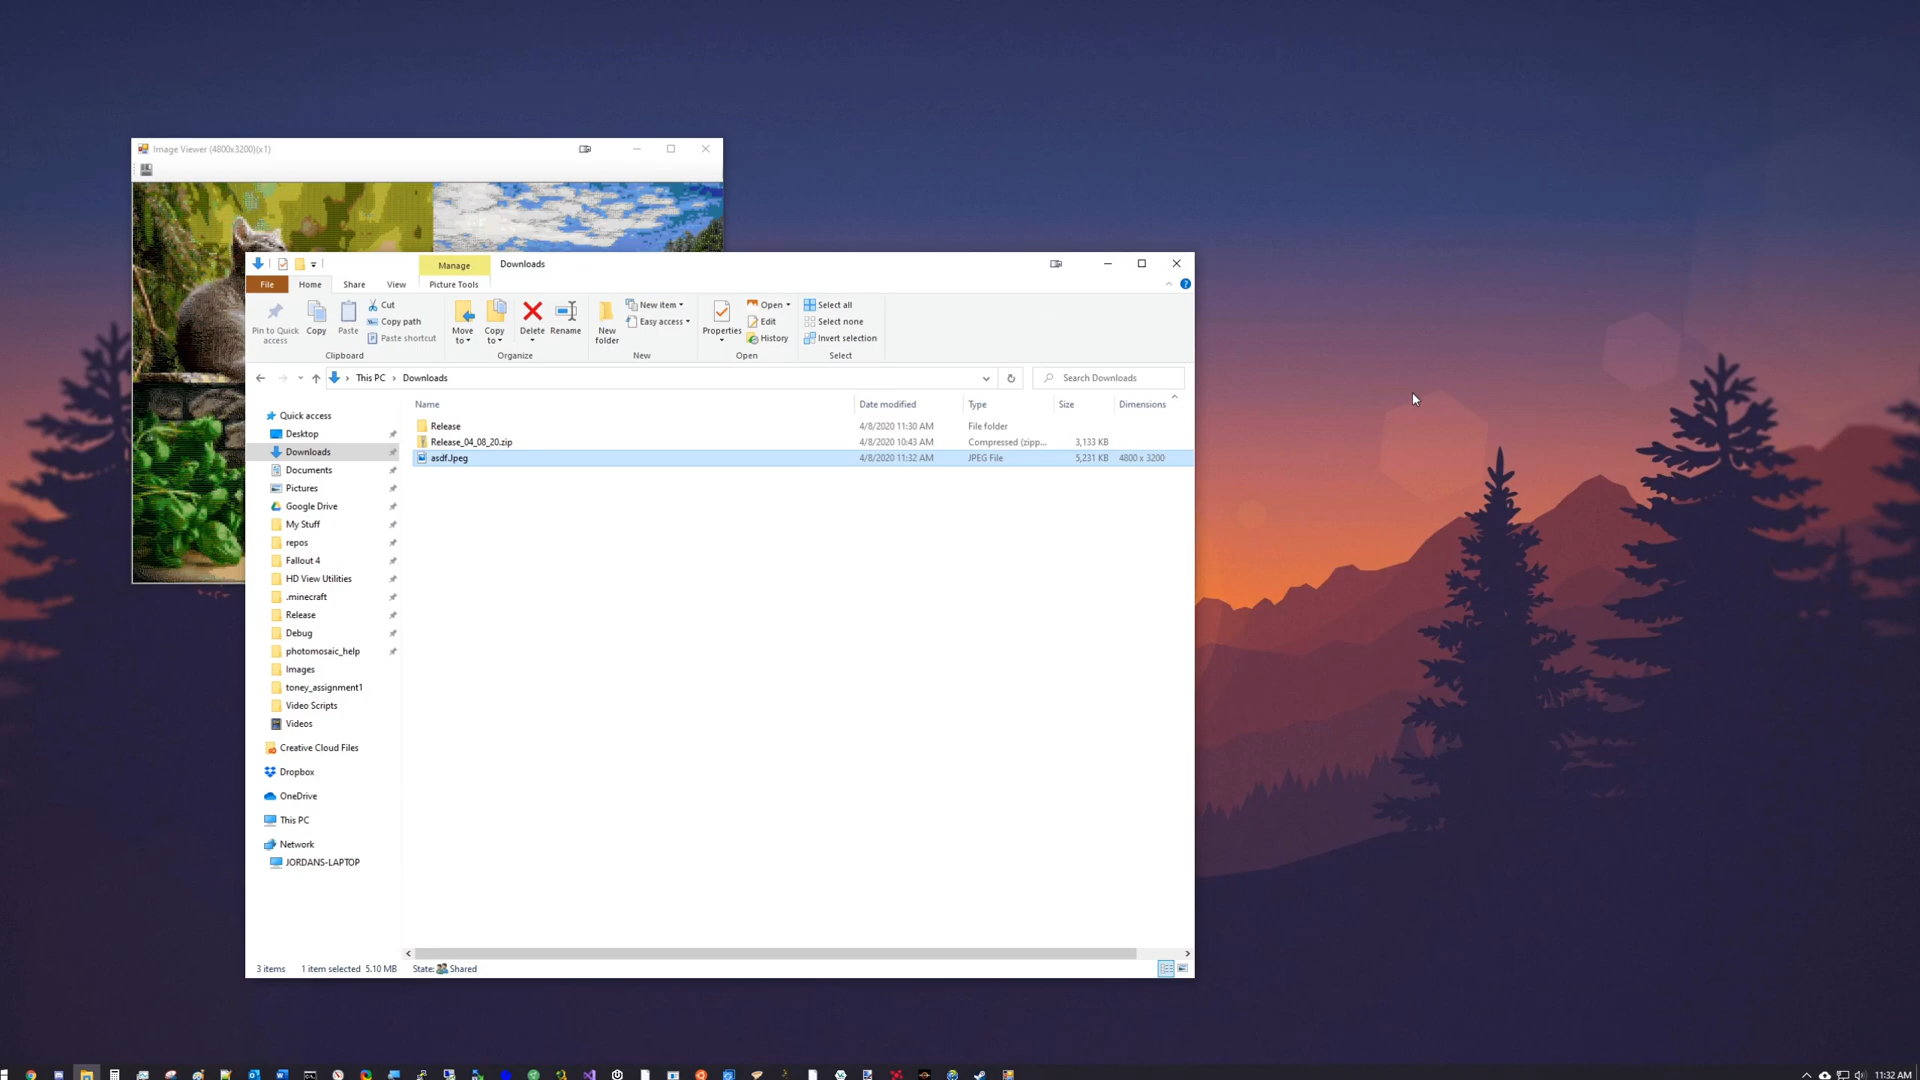 Image Viewer (4800x3200)(x1)
Manage Downloads
File Home Share View Picture Tools
Pin to Quick access
Copy
Paste
Cut
Copy path
Paste shortcut
Clipboard
Move to
Copy to
Delete
Rename
Organize
New folder
New item
Easy access
New
Properties
Open
Edit
History
Open
Select all
Select none
Invert selection
Select
This PC Downloads
Search Downloads
Name Date modified Type Size Dimensions
Release 4/8/2020 11:30 AM File folder
Release_04_08_20.zip 4/8/2020 10:43 AM Compressed (zipp... 3,133 KB
asdf.Jpeg 4/8/2020 11:32 AM JPEG File 5,231 KB 4800 x 3200
Quick access
Desktop
Downloads
Documents
Pictures
Google Drive
My Stuff
repos
Fallout 4
HD View Utilities
.minecraft
Release
Debug
photomosaic_help
Images
toney_assignment1
Video Scripts
Videos
Creative Cloud Files
Dropbox
OneDrive
This PC
Network
JORDANS-LAPTOP
3 items 1 item selected 5.10 MB State: Shared
11:32 AM